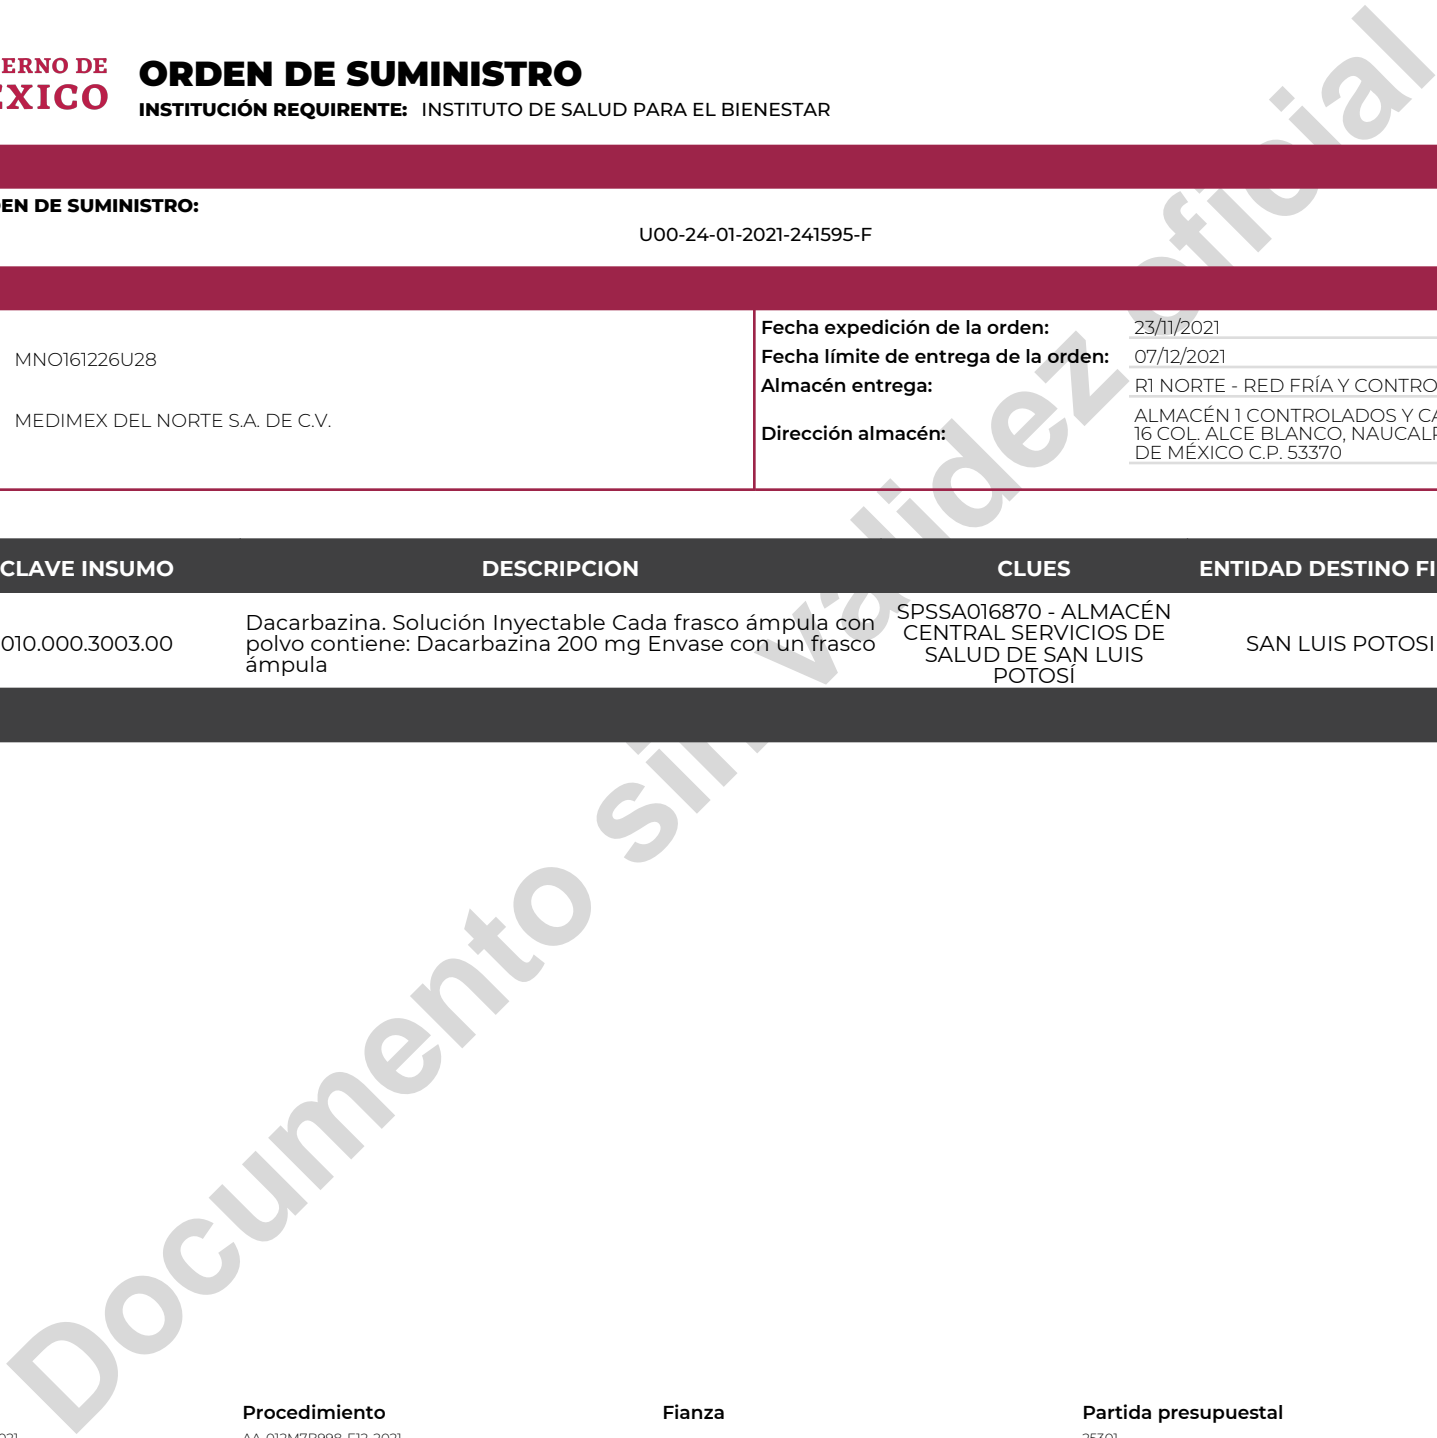 ERNO DE
ORDEN DE SUMINISTRO
INSTITUCIÓN REQUIRENTE: INSTITUTO DE SALUD PARA EL BIENESTAR
EXICO
EN DE SUMINISTRO:
U00-24-01-2021-241595-F
MNO161226U28
MEDIMEX DEL NORTE S.A. DE C.V.
Fecha expedición de la orden: 23/11/2021
Fecha límite de entrega de la orden: 07/12/2021
Almacén entrega: R1 NORTE - RED FRÍA Y CONTRO
Dirección almacén: ALMACÉN 1 CONTROLADOS Y CA
16 COL. ALCE BLANCO, NAUCALP
DE MÉXICO C.P. 53370
CLAVE INSUMO DESCRIPCION CLUES ENTIDAD DESTINO FI
010.000.3003.00
Dacarbazina. Solución Inyectable Cada frasco ámpula con
polvo contiene: Dacarbazina 200 mg Envase con un frasco
ámpula
SPSSA016870 - ALMACÉN
CENTRAL SERVICIOS DE
SALUD DE SAN LUIS
POTOSÍ
SAN LUIS POTOSI
Documento sin validez oficial
Procedimiento Fianza Partida presupuestal